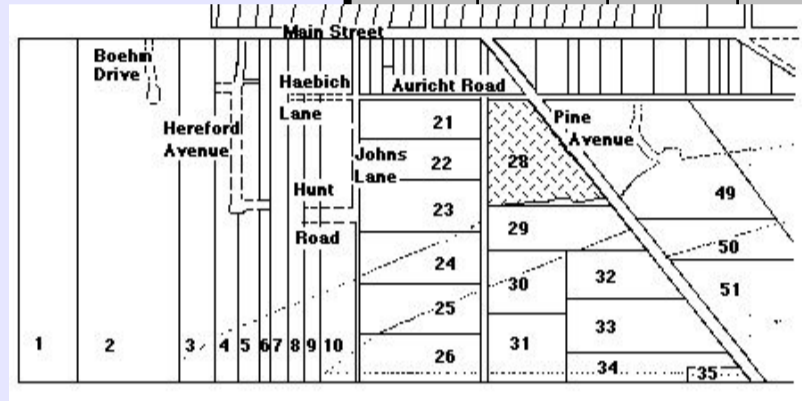 Main Street
Boehm
Drive
Haebich
Lane
Auricht Road
Hereford
Avenue
Pine
Avenue
Johns
Lane
Hunt
Road
21
22
23
24
25
26
28
29
30
31
32
33
34
35
49
50
51
1
2
3
4
5
6
7
8
9
10